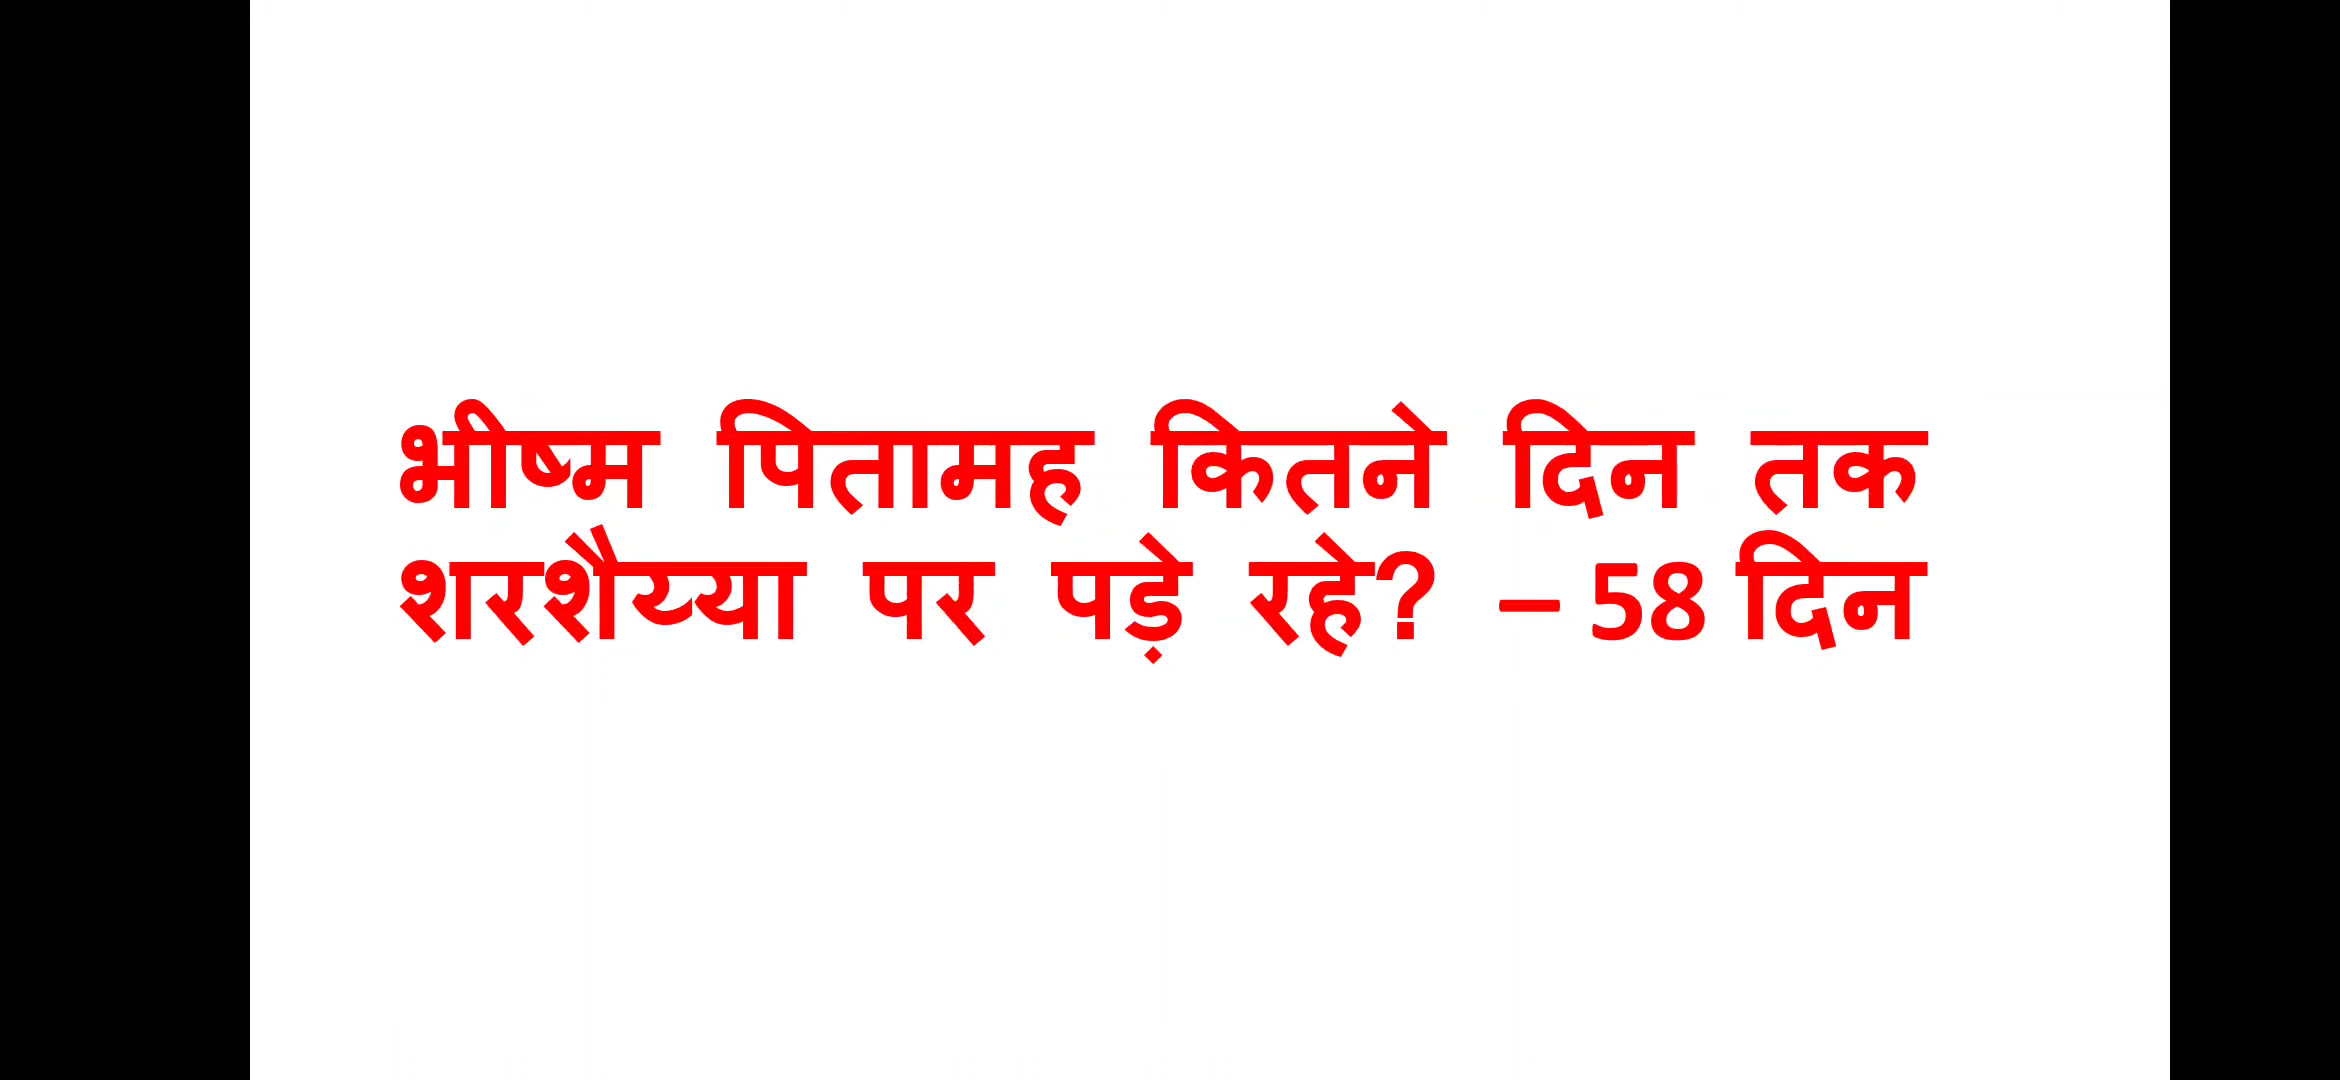 भीष्म पितामह कितने दिन तक
शरशैय्या पर पड़े रहे? – 58 दिन